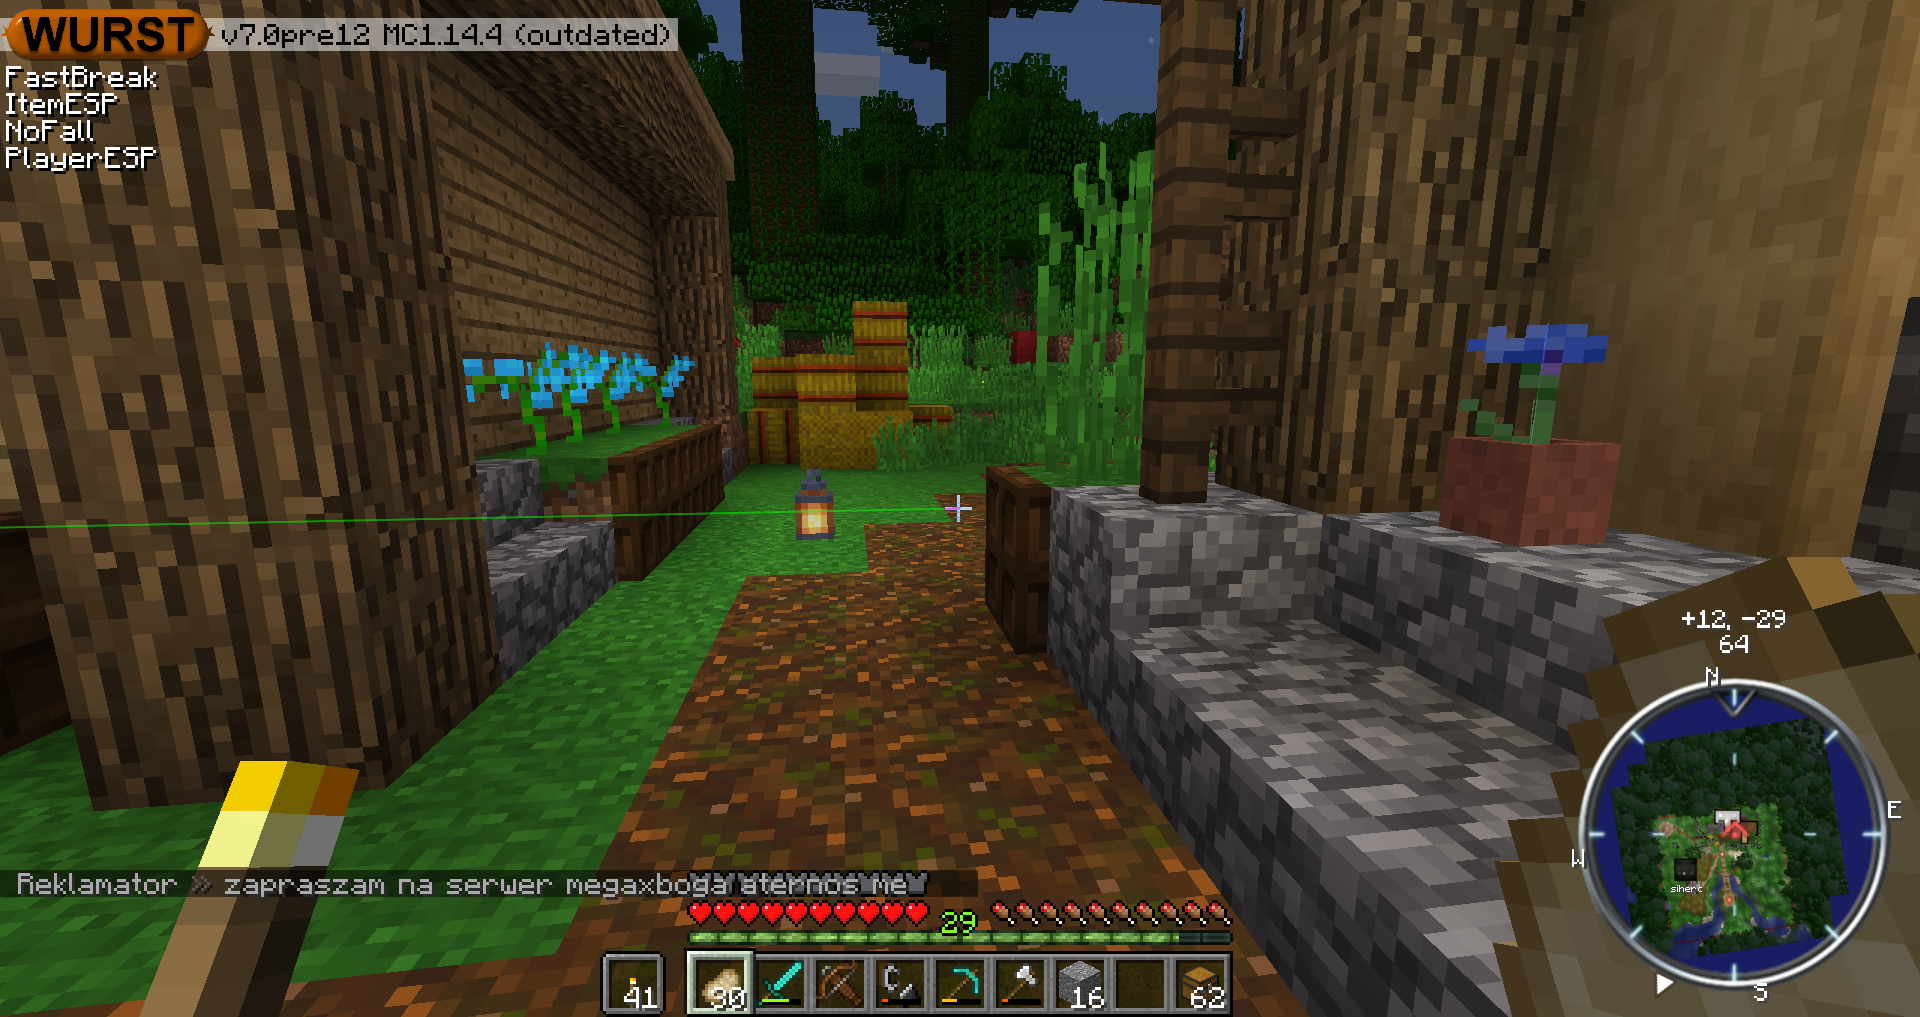 WURST v7.0pre12 MC1.14.4 (outdated)
FastBreak
ItemESP
NoFall
PlayerESP
+12, -29
64
N
E
W
siherc
S
Reklamator » zapraszam na serwer megaxboga aternos me
29
41
30
16
62